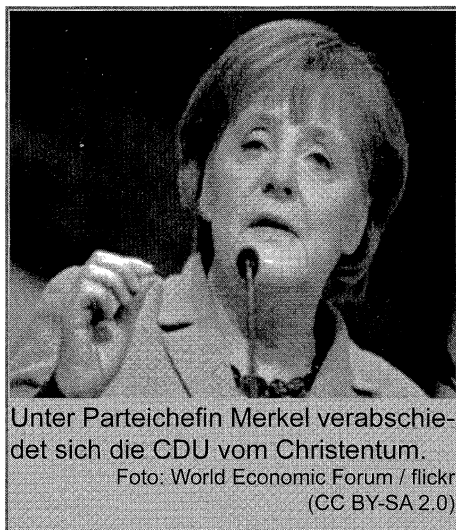 Unter Parteichefin Merkel verabschie-
det sich die CDU vom Christentum.
Foto: World Economic Forum / flickr
(CC BY-SA 2.0)